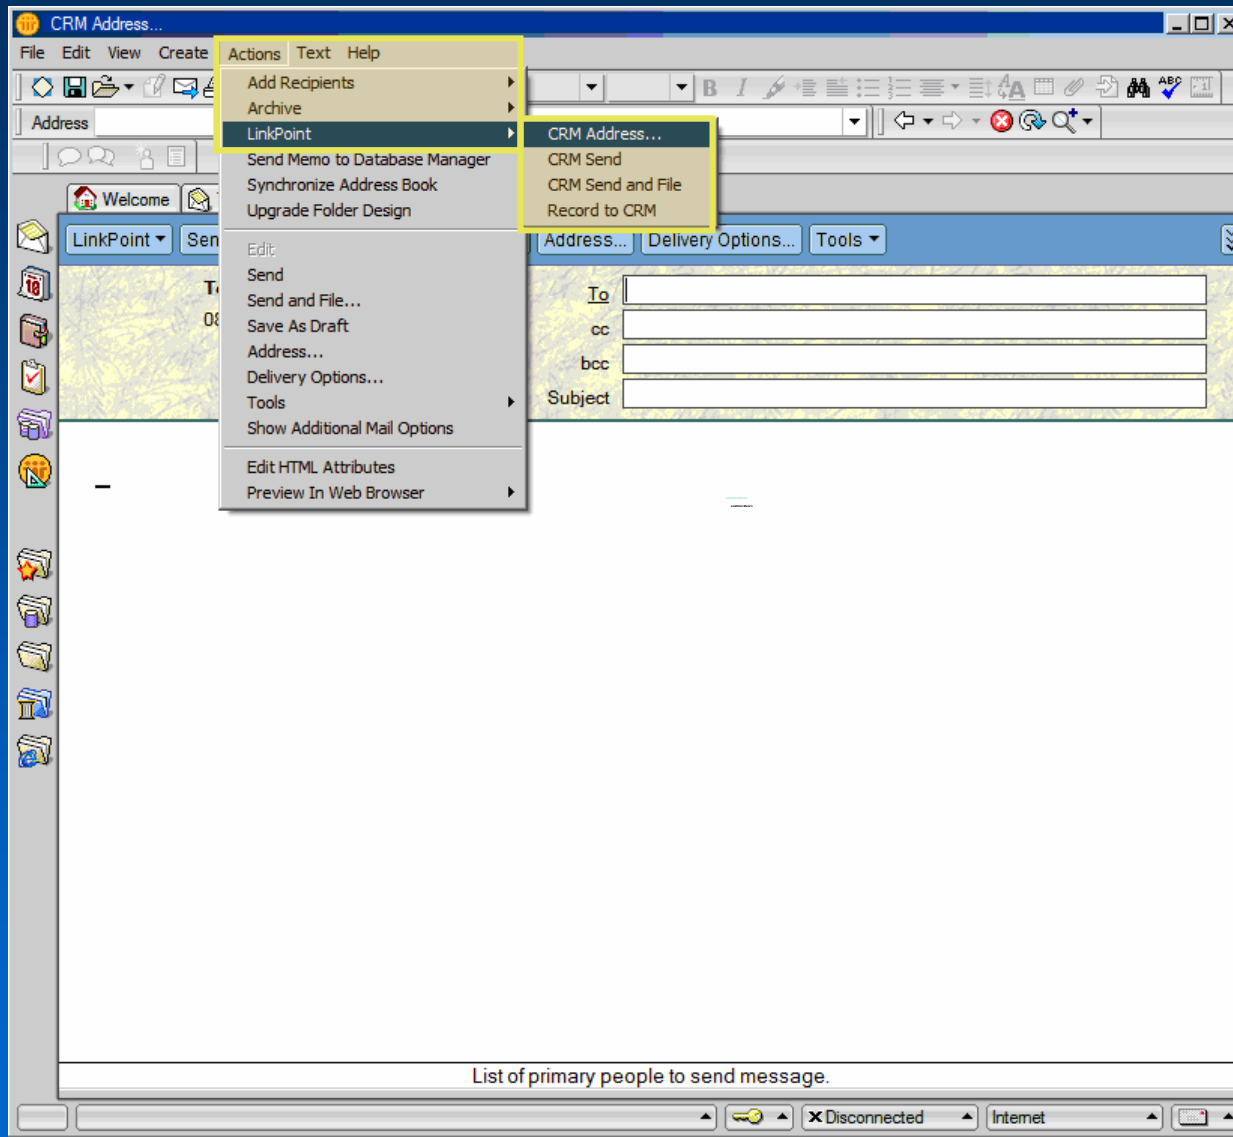 CRM Address...
File Edit View Create Actions Text Help
Address
Add Recipients
Archive
LinkPoint
Send Memo to Database Manager
Synchronize Address Book
Upgrade Folder Design
Edit
Send
Send and File...
Save As Draft
Address...
Delivery Options...
Tools
Show Additional Mail Options
Edit HTML Attributes
Preview In Web Browser
CRM Address...
CRM Send
CRM Send and File
Record to CRM
B I ABC
Welcome
LinkPoint Sen Address... Delivery Options... Tools
To
cc
bcc
Subject
08
18
List of primary people to send message.
Disconnected Internet